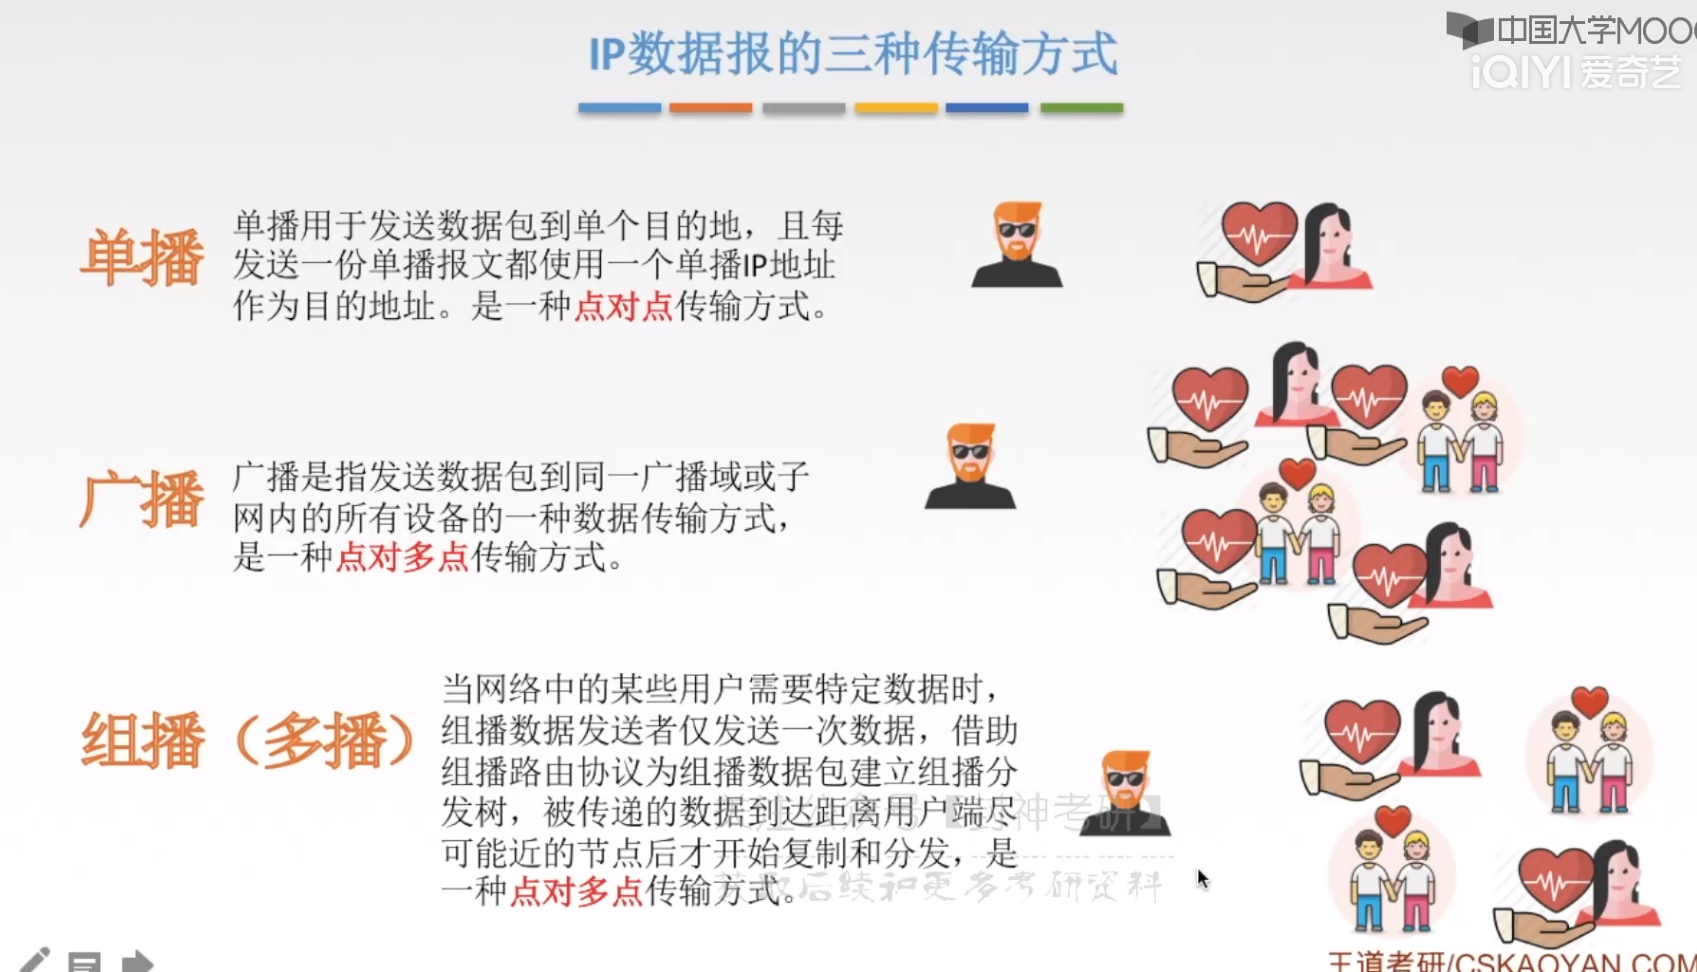 IP数据报的三种传输方式
中国大学MOOC
iQIYI 爱奇艺
单播
单播用于发送数据包到单个目的地，且每
发送一份单播报文都使用一个单播IP地址
作为目的地址。是一种点对点传输方式。
广播
广播是指发送数据包到同一广播域或子
网内的所有设备的一种数据传输方式，
是一种点对多点传输方式。
组播（多播）
当网络中的某些用户需要特定数据时，
组播数据发送者仅发送一次数据，借助
组播路由协议为组播数据包建立组播分
发树，被传递的数据到达距离用户端尽
可能近的节点后才开始复制和分发，是
一种点对多点传输方式。
关注公众号【封神考研】
获取后续和更多考研资料
王道考研/CSKAOYAN.COM